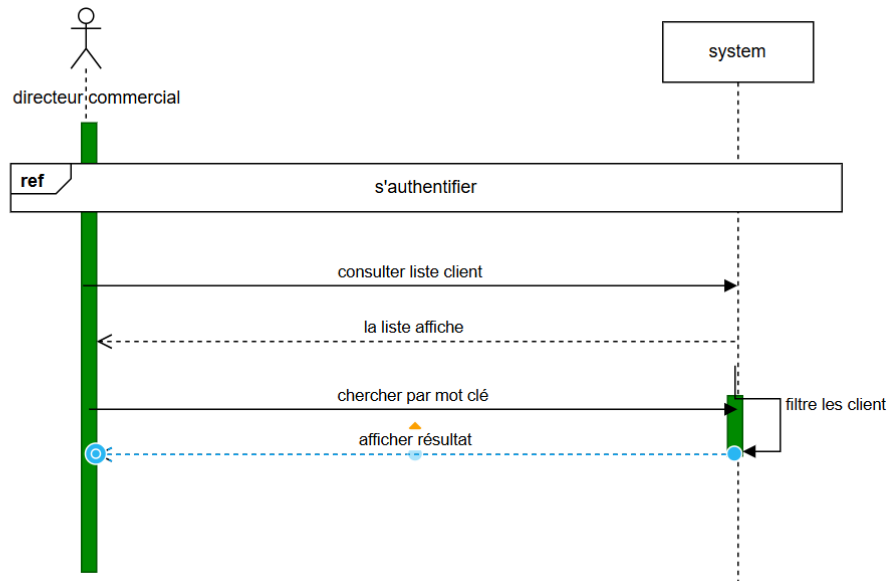 system
directeur commercial
ref
s'authentifier
consulter liste client
la liste affiche
chercher par mot clé
filtre les client
afficher résultat